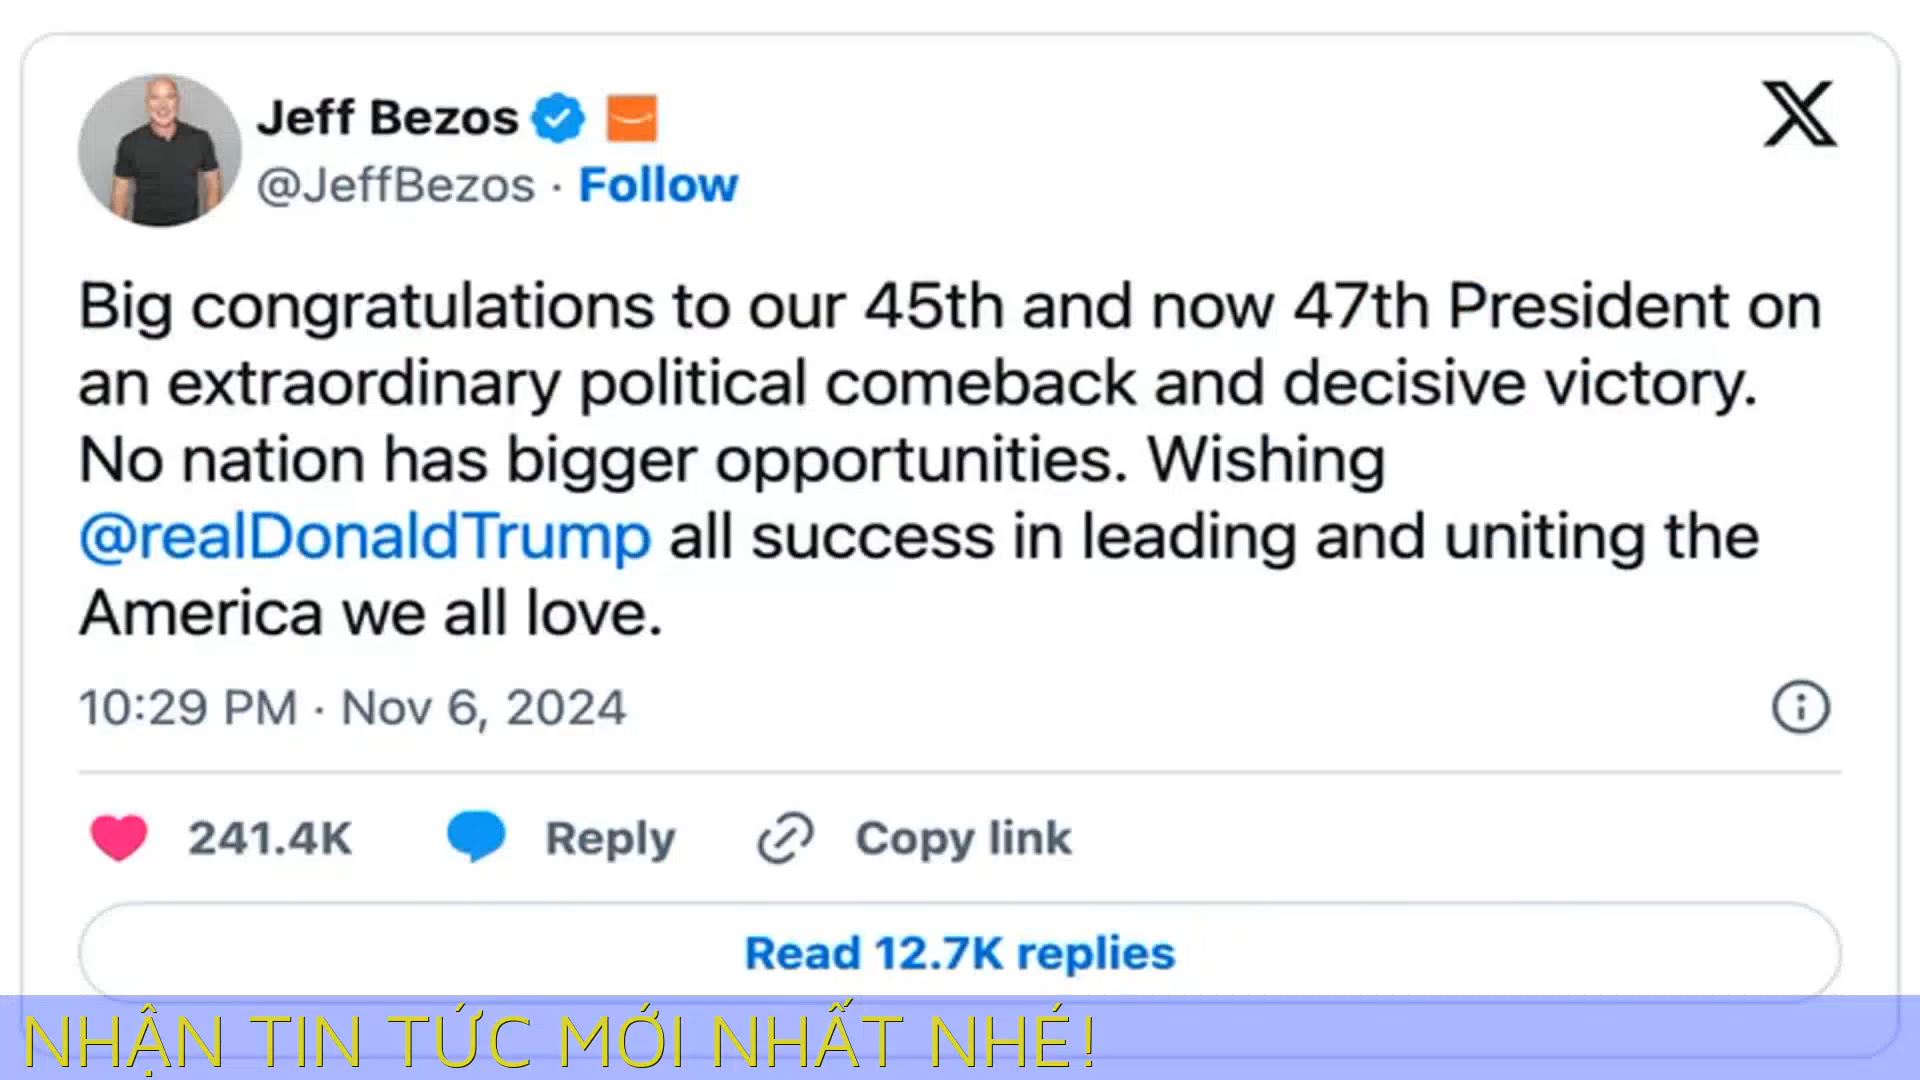 Jeff Bezos
@JeffBezos · Follow
Big congratulations to our 45th and now 47th President on
an extraordinary political comeback and decisive victory.
No nation has bigger opportunities. Wishing
@realDonaldTrump all success in leading and uniting the
America we all love.
10:29 PM · Nov 6, 2024
241.4K Reply Copy link
Read 12.7K replies
NHẬN TIN TỨC MỚI NHẤT NHÉ!